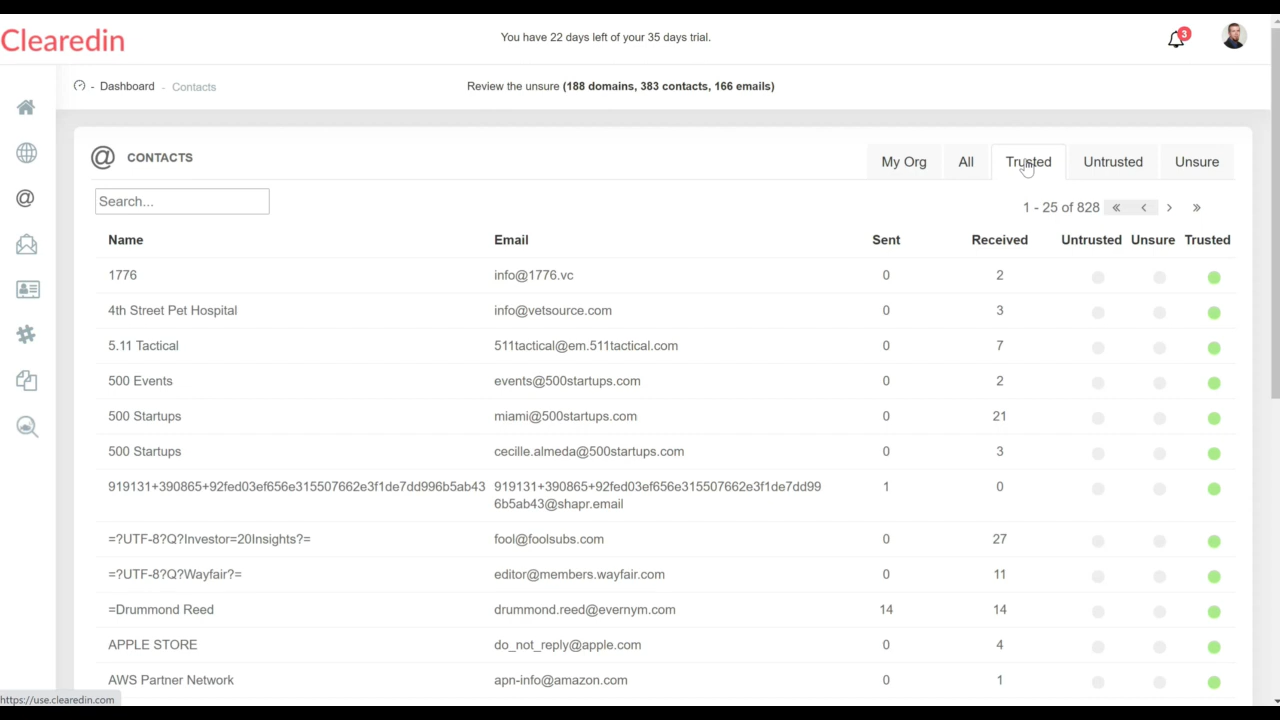 Clearedin
You have 22 days left of your 35 days trial.
3
- Dashboard - Contacts
Review the unsure (188 domains, 383 contacts, 166 emails)
@ CONTACTS
My Org All Trusted Untrusted Unsure
Search...
1 - 25 of 828 « ‹ › »
Name Email Sent Received Untrusted Unsure Trusted
1776 info@1776.vc 0 2
4th Street Pet Hospital info@vetsource.com 0 3
5.11 Tactical 511tactical@em.511tactical.com 0 7
500 Events events@500startups.com 0 2
500 Startups miami@500startups.com 0 21
500 Startups cecille.almeda@500startups.com 0 3
919131+390865+92fed03ef656e315507662e3f1de7dd996b5ab43 919131+390865+92fed03ef656e315507662e3f1de7dd99 1 0
6b5ab43@shapr.email
=?UTF-8?Q?Investor=20Insights?= fool@foolsubs.com 0 27
=?UTF-8?Q?Wayfair?= editor@members.wayfair.com 0 11
=Drummond Reed drummond.reed@evernym.com 14 14
APPLE STORE do_not_reply@apple.com 0 4
AWS Partner Network apn-info@amazon.com 0 1
https://use.clearedin.com